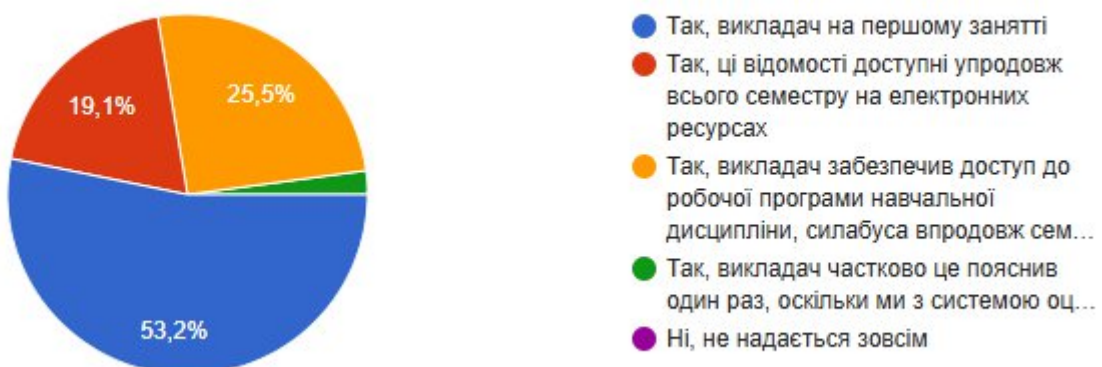 19,1%
25,5%
53,2%
Так, викладач на першому занятті
Так, ці відомості доступні упродовж
всього семестру на електронних
ресурсах
Так, викладач забезпечив доступ до
робочої програми навчальної
дисципліни, силабуса впродовж сем…
Так, викладач частково це пояснив
один раз, оскільки ми з системою оц…
Ні, не надається зовсім